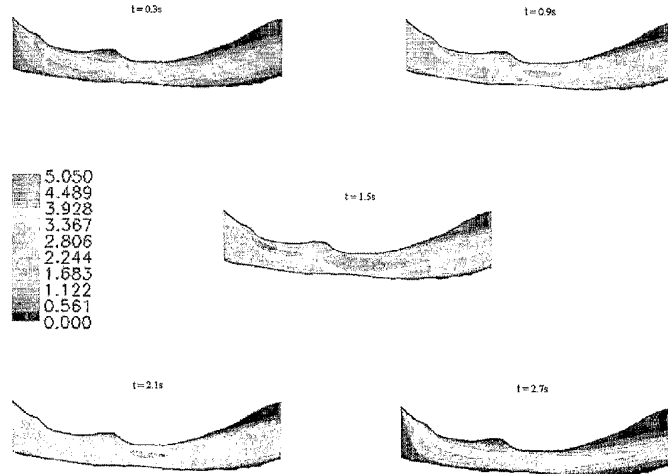 t=0.3s
t=0.9s
5.050
4.489
3.928
3.367
2.806
2.244
1.683
1.122
0.561
0.000
t=1.5s
t=2.1s
t=2.7s